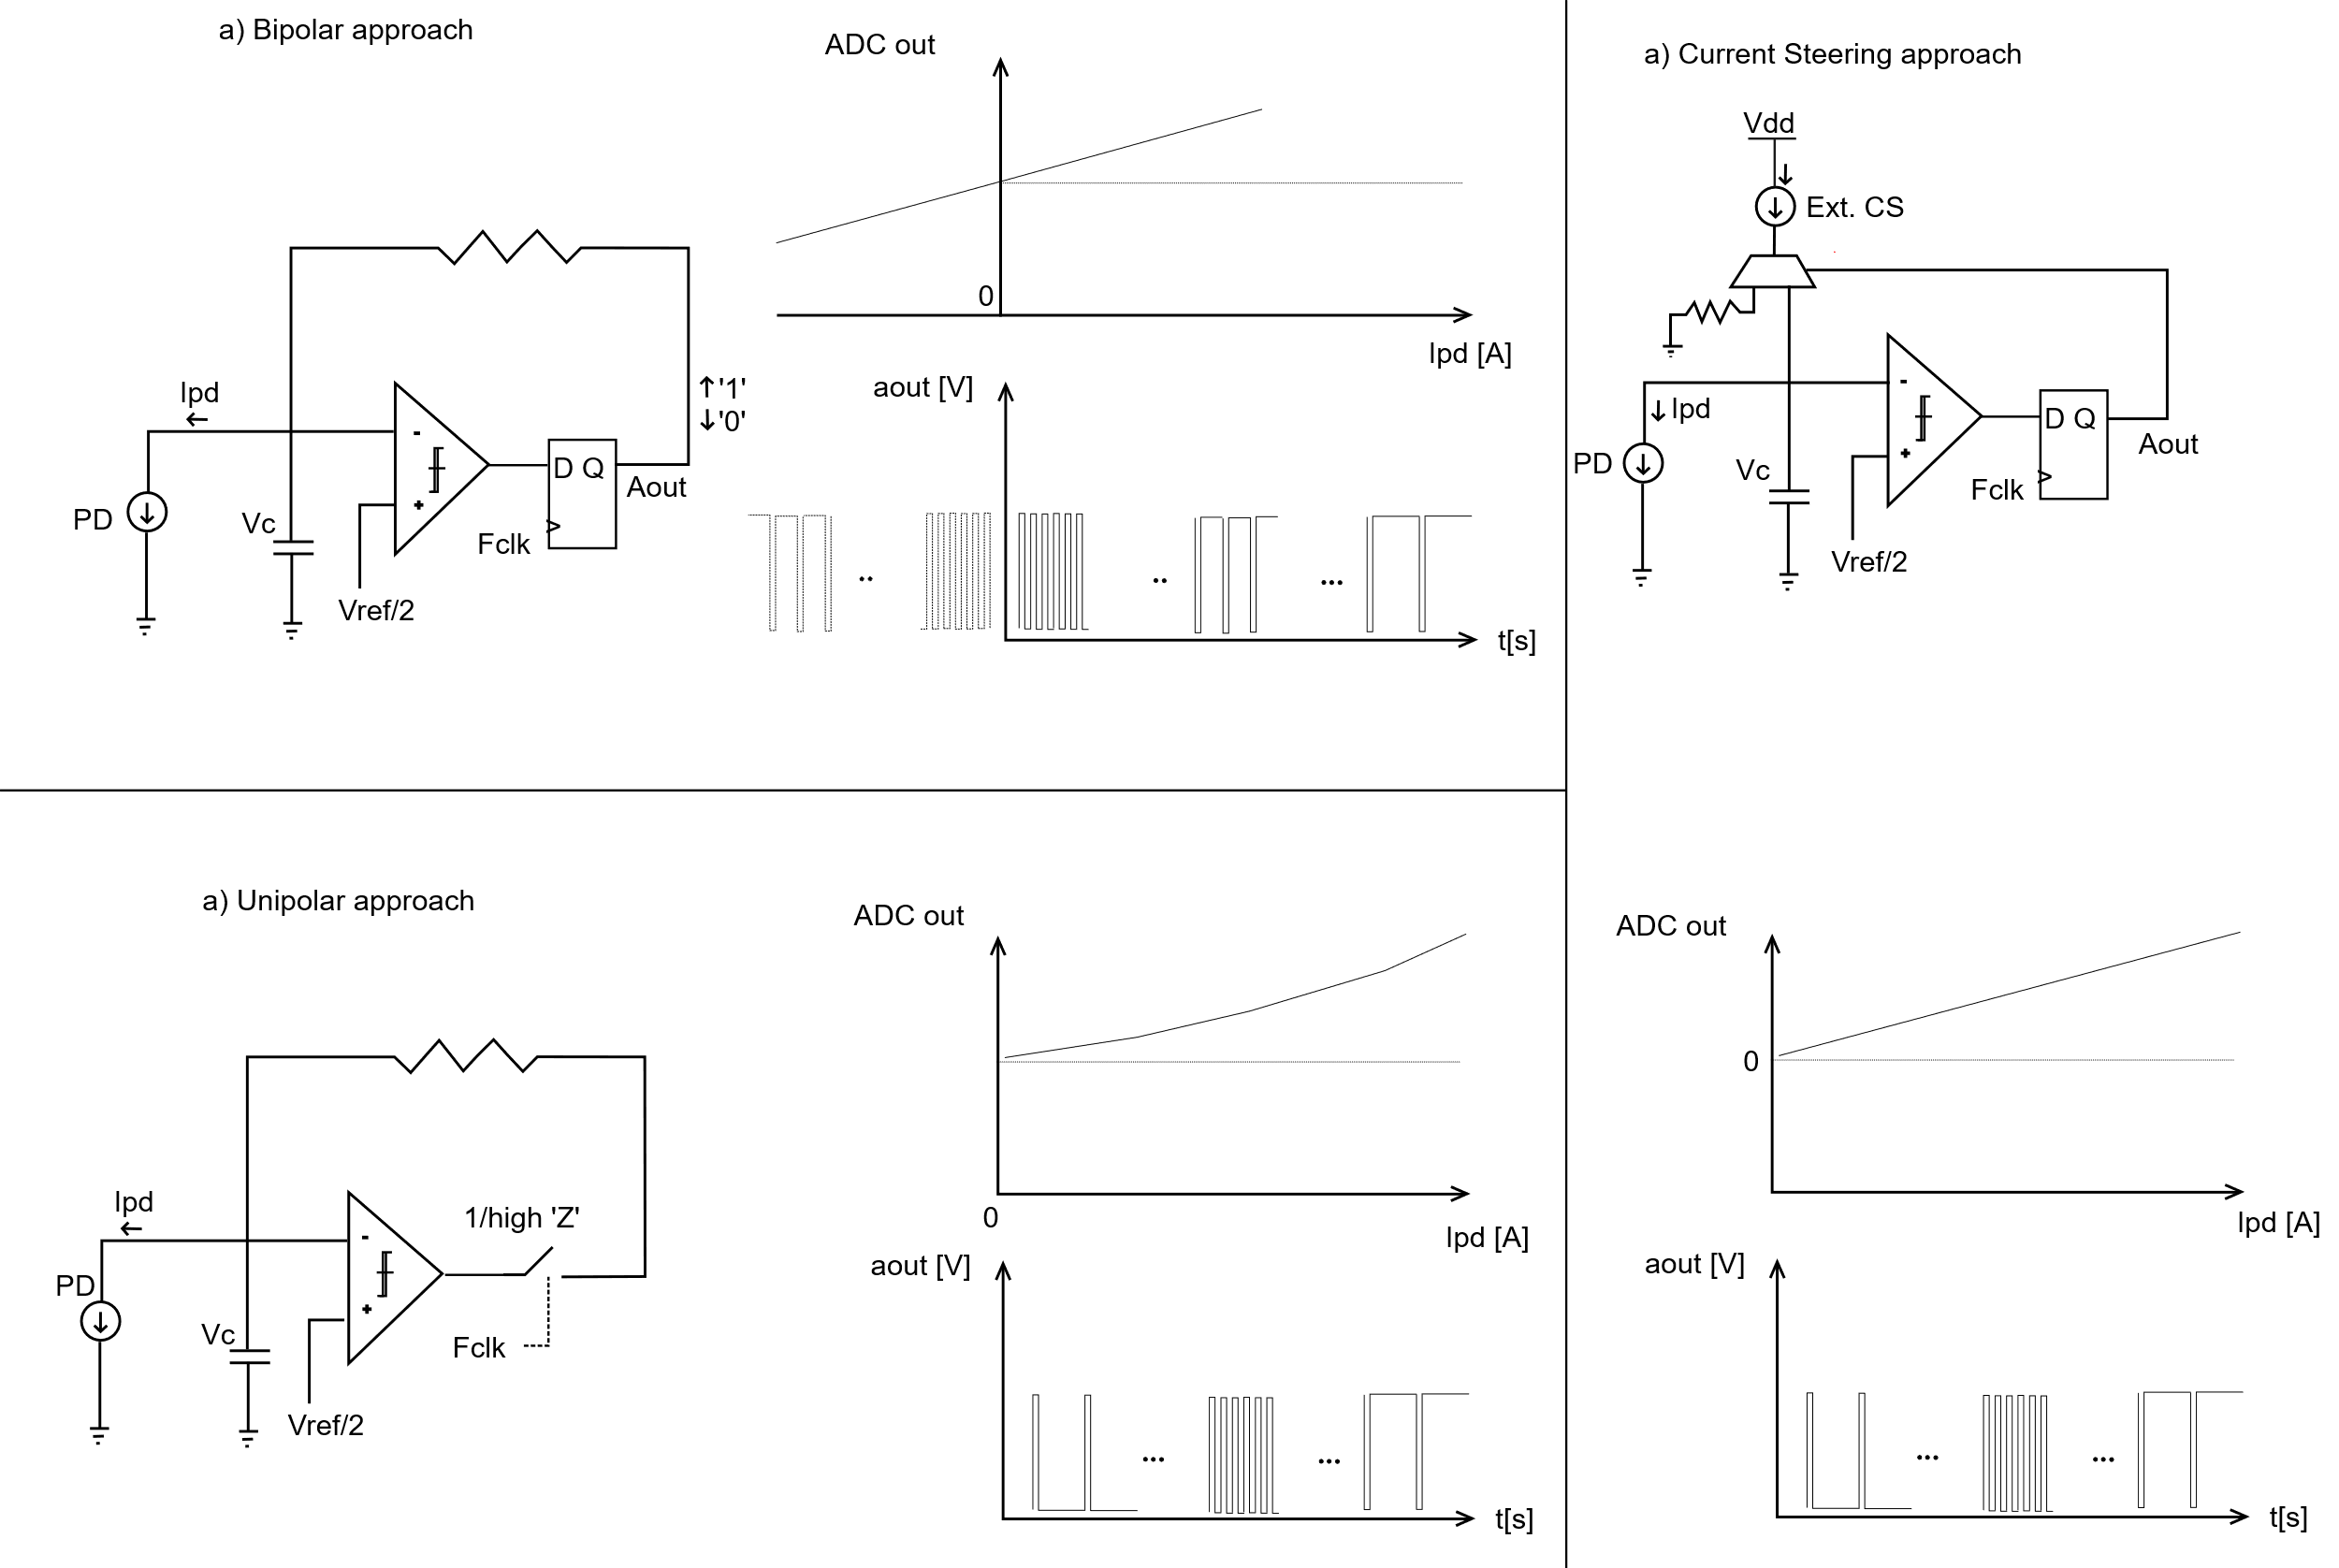 a) Bipolar approach
ADC out
0
Ipd [A]
Ipd
PD
Vc
Vref/2
-
+
D Q
Fclk
Aout
'1'
'0'
aout [V]
..
..
...
t[s]
a) Current Steering approach
Vdd
Ext. CS
Ipd
PD
Vc
Vref/2
-
+
D Q
Fclk
Aout
a) Unipolar approach
Ipd
PD
Vc
Vref/2
-
+
1/high 'Z'
Fclk
ADC out
0
Ipd [A]
aout [V]
...
...
t[s]
ADC out
0
Ipd [A]
aout [V]
...
...
t[s]